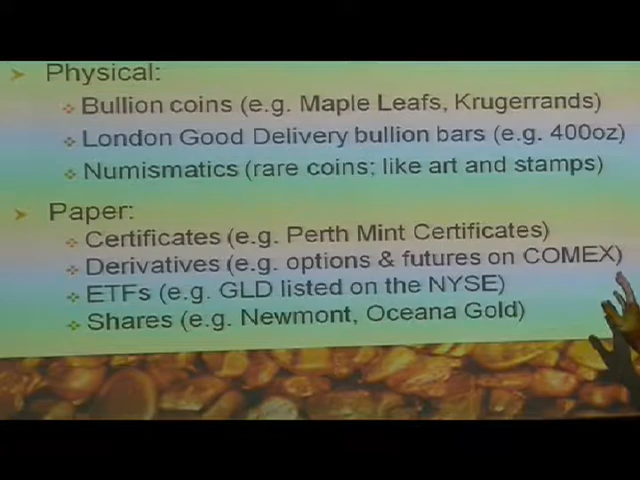 Physical:
Bullion coins (e.g. Maple Leafs, Krugerrands)
London Good Delivery bullion bars (e.g. 400oz)
Numismatics (rare coins; like art and stamps)
Paper:
Certificates (e.g. Perth Mint Certificates)
Derivatives (e.g. options & futures on COMEX)
ETFs (e.g. GLD listed on the NYSE)
Shares (e.g. Newmont, Oceana Gold)